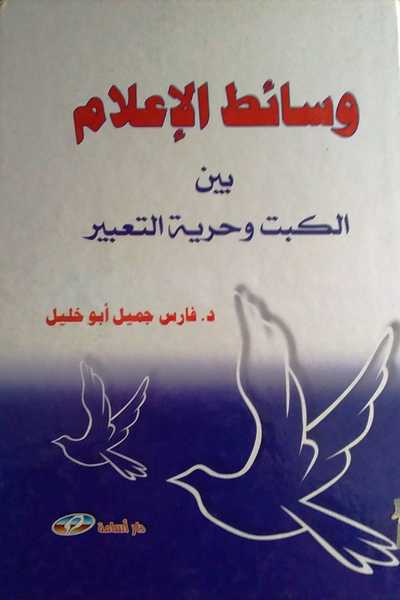 وسائط الإعلام
بين
الكبت وحرية التعبير
د. فارس جميل أبو خليل
دار أسامة